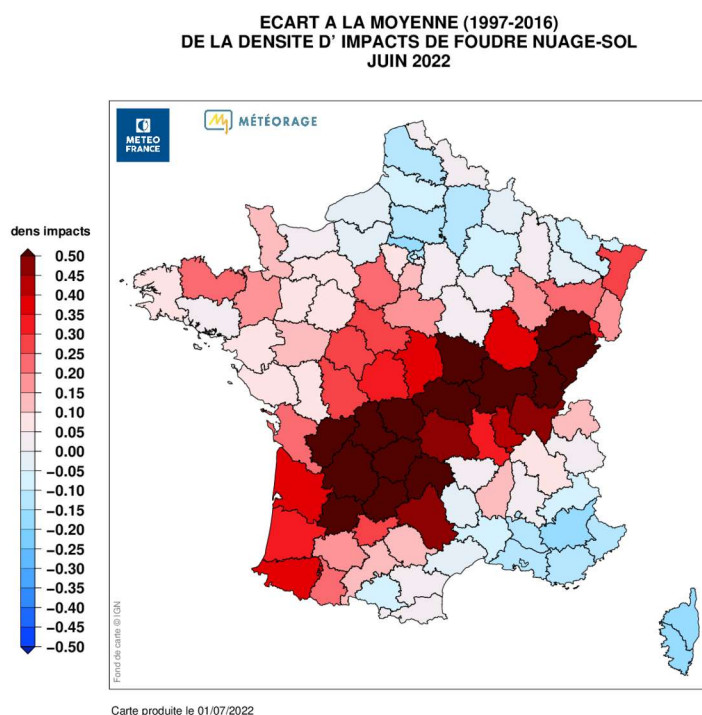 ECART A LA MOYENNE (1997-2016)
DE LA DENSITE D' IMPACTS DE FOUDRE NUAGE-SOL
JUIN 2022
METEO
FRANCE
MÉTÉORAGE
dens impacts
0.50
0.45
0.40
0.35
0.30
0.25
0.20
0.15
0.10
0.05
0.00
−0.05
−0.10
−0.15
−0.20
−0.25
−0.30
−0.35
−0.40
−0.45
−0.50
Fond de carte © IGN
Carte produite le 01/07/2022